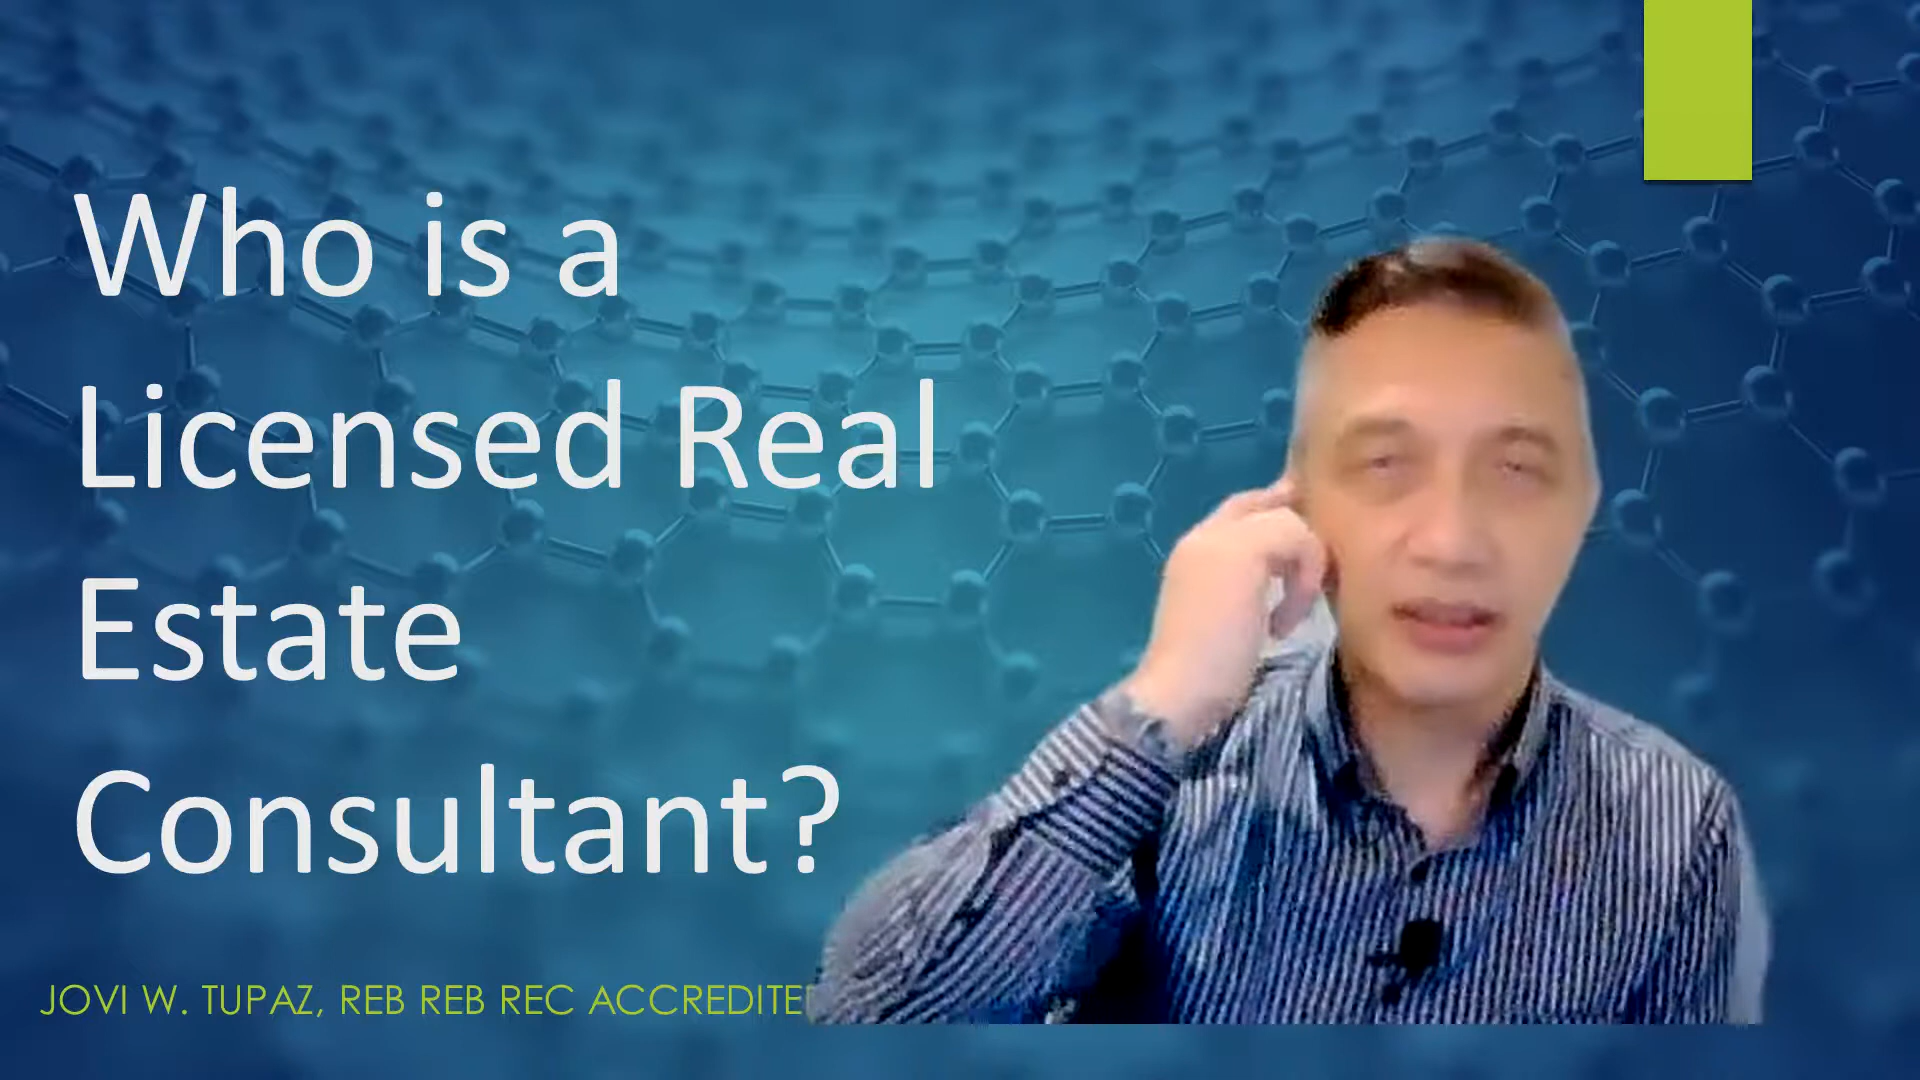 Who is a
Licensed Real
Estate
Consultant?
JOVI W. TUPAZ, REB REB REC ACCREDITE